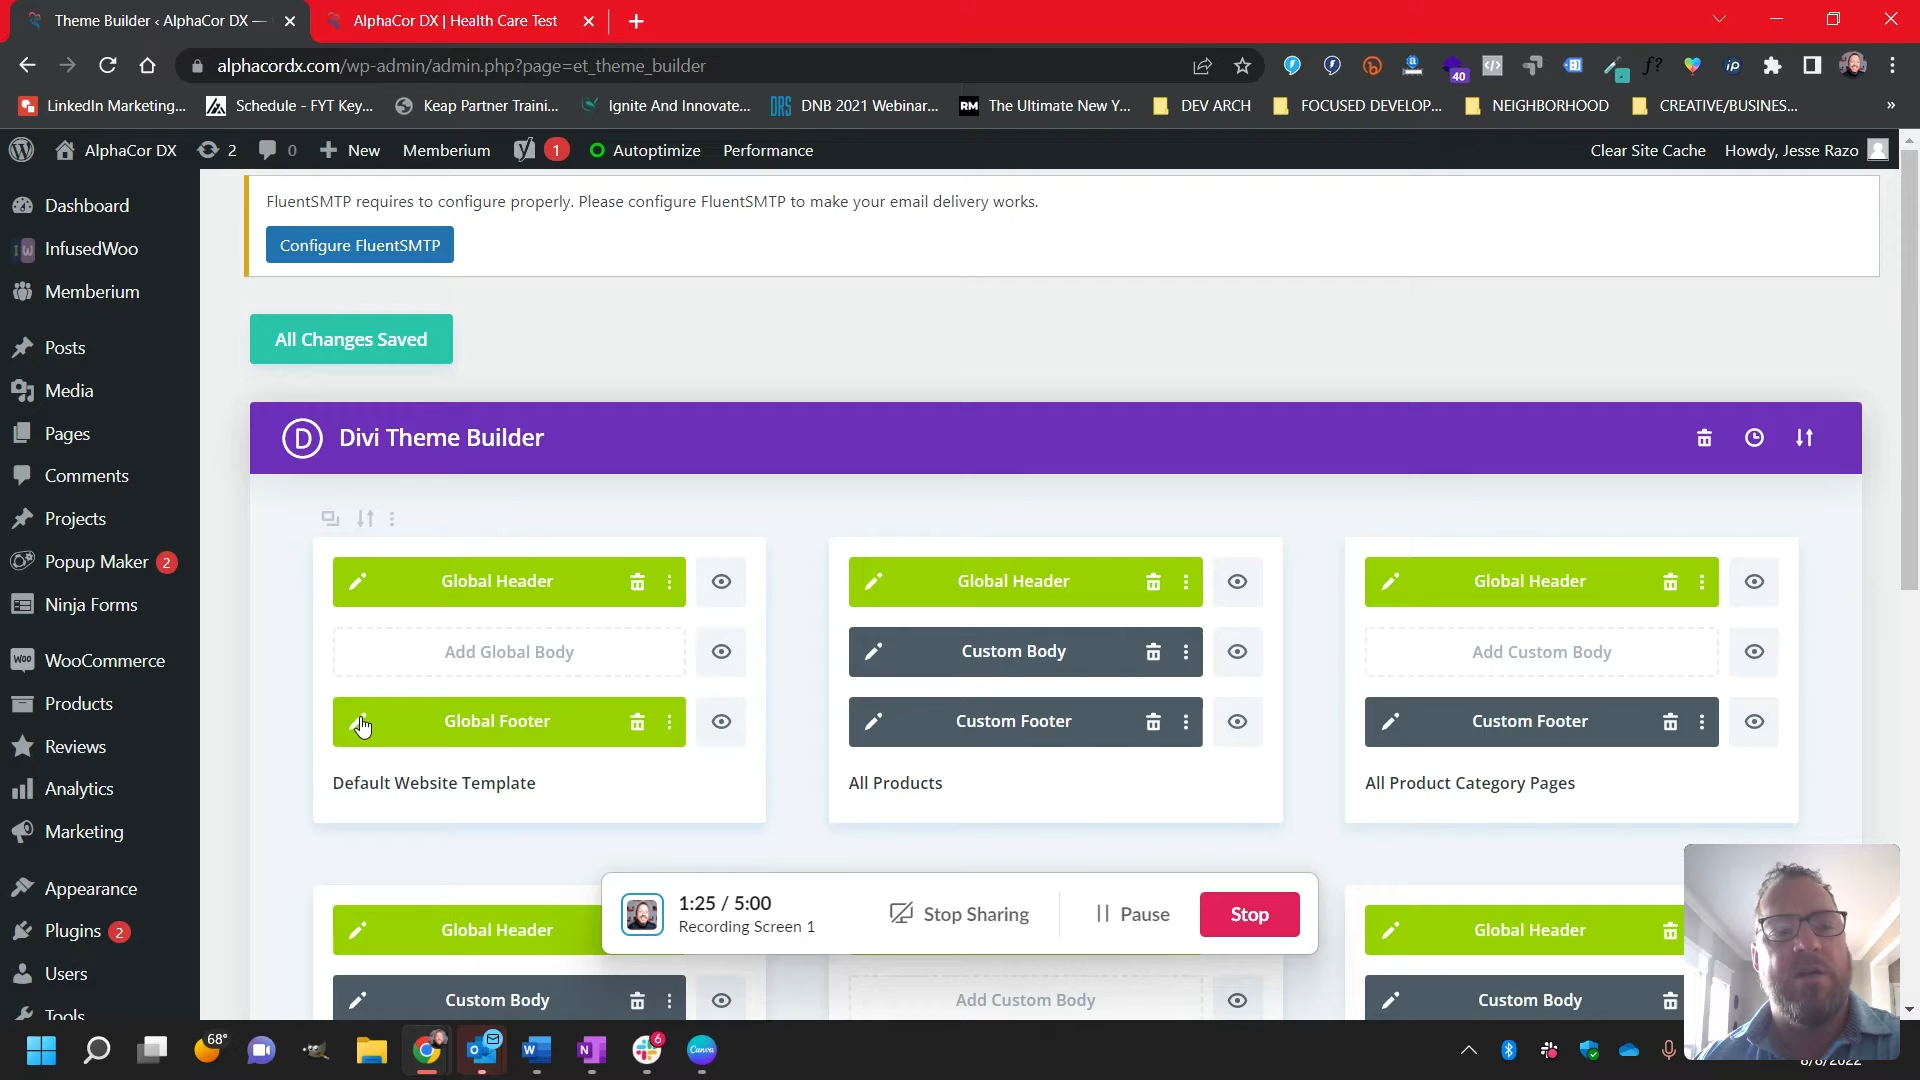 Theme Builder ‹ AlphaCor DX —
AlphaCor DX | Health Care Test
alphacordx.com/wp-admin/admin.php?page=et_theme_builder
40
LinkedIn Marketing...
Schedule - FYT Key...
Keap Partner Traini...
Ignite And Innovate...
DRS
DNB 2021 Webinar...
RM
The Ultimate New Y...
DEV ARCH
FOCUSED DEVELOP...
NEIGHBORHOOD
CREATIVE/BUSINES...
»
AlphaCor DX
2
0
New
Memberium
1
Autoptimize
Performance
Clear Site Cache
Howdy, Jesse Razo
Dashboard
InfusedWoo
Memberium
Posts
Media
Pages
Comments
Projects
Popup Maker 2
Ninja Forms
WooCommerce
Products
Reviews
Analytics
Marketing
Appearance
Plugins 2
Users
Tools
FluentSMTP requires to configure properly. Please configure FluentSMTP to make your email delivery works.
Configure FluentSMTP
All Changes Saved
D
Divi Theme Builder
Global Header
Add Global Body
Global Footer
Default Website Template
Global Header
Custom Body
Custom Footer
All Products
Global Header
Add Custom Body
Custom Footer
All Product Category Pages
Global Header
Custom Body
Add Custom Body
Global Header
Custom Body
1:25 / 5:00
Recording Screen 1
Stop Sharing
Pause
Stop
68°
6
Canva
8/8/2022